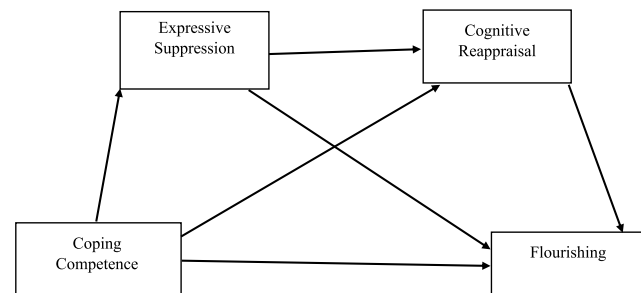 Expressive
Suppression
Cognitive
Reappraisal
Coping
Competence
Flourishing